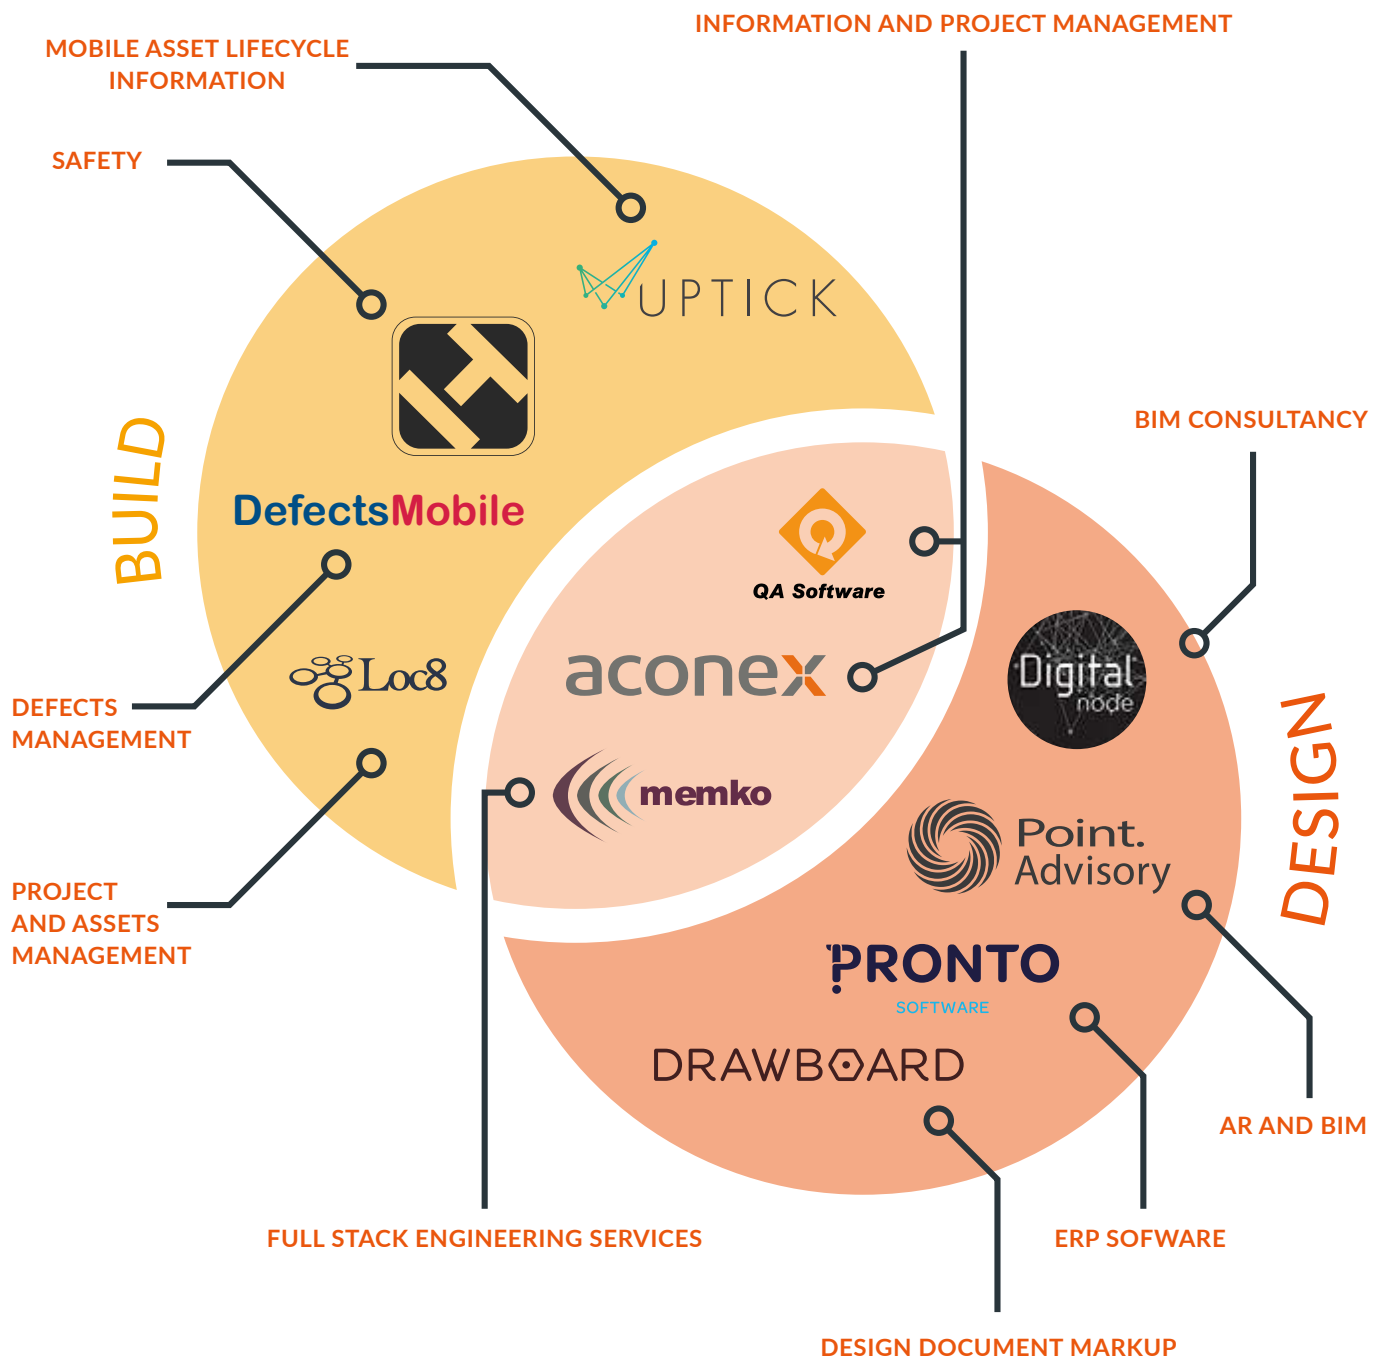 INFORMATION AND PROJECT MANAGEMENT
MOBILE ASSET LIFECYCLE
INFORMATION
SAFETY
UPTICK
BUILD
DefectsMobile
BIM CONSULTANCY
QA Software
aconex
Digital
node
Loc8
DEFECTS
MANAGEMENT
DESIGN
memko
Point.
Advisory
PROJECT
AND ASSETS
MANAGEMENT
PRONTO
SOFTWARE
DRAWBOARD
AR AND BIM
FULL STACK ENGINEERING SERVICES
ERP SOFWARE
DESIGN DOCUMENT MARKUP